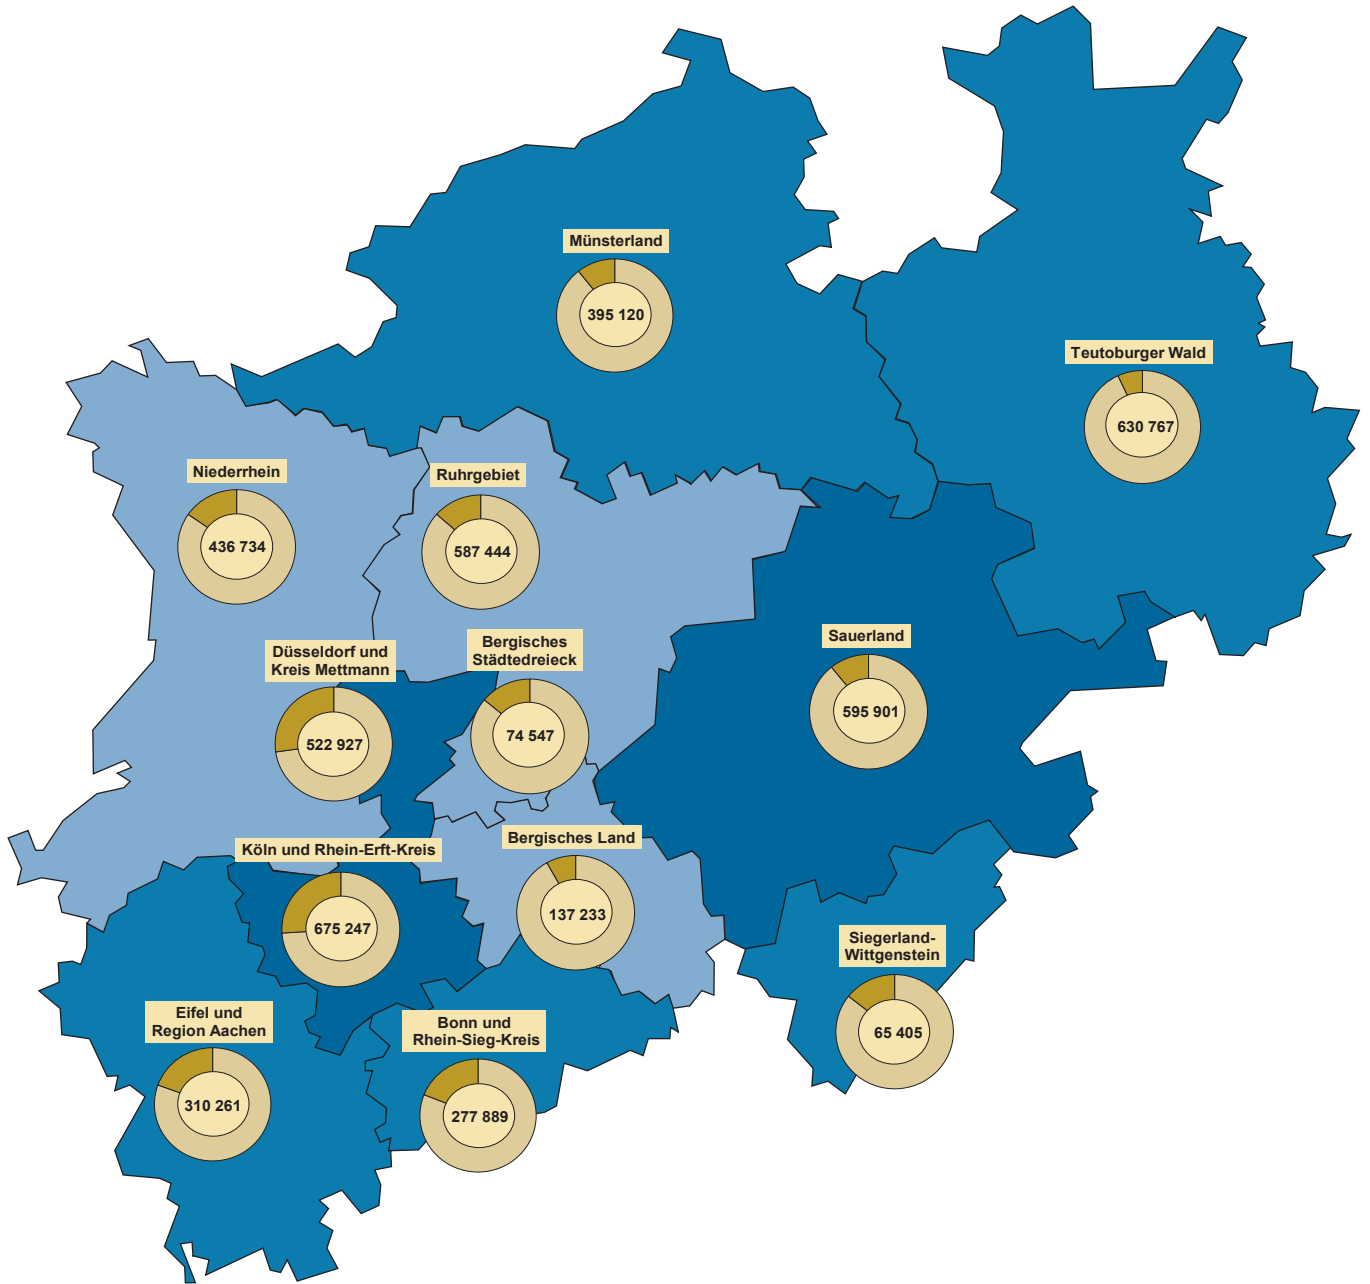 Münsterland
395 120
Teutoburger Wald
630 767
Niederrhein
436 734
Ruhrgebiet
587 444
Düsseldorf und
Kreis Mettmann
522 927
Bergisches
Städtedreieck
74 547
Sauerland
595 901
Köln und Rhein-Erft-Kreis
675 247
Bergisches Land
137 233
Siegerland-
Wittgenstein
65 405
Eifel und
Region Aachen
310 261
Bonn und
Rhein-Sieg-Kreis
277 889